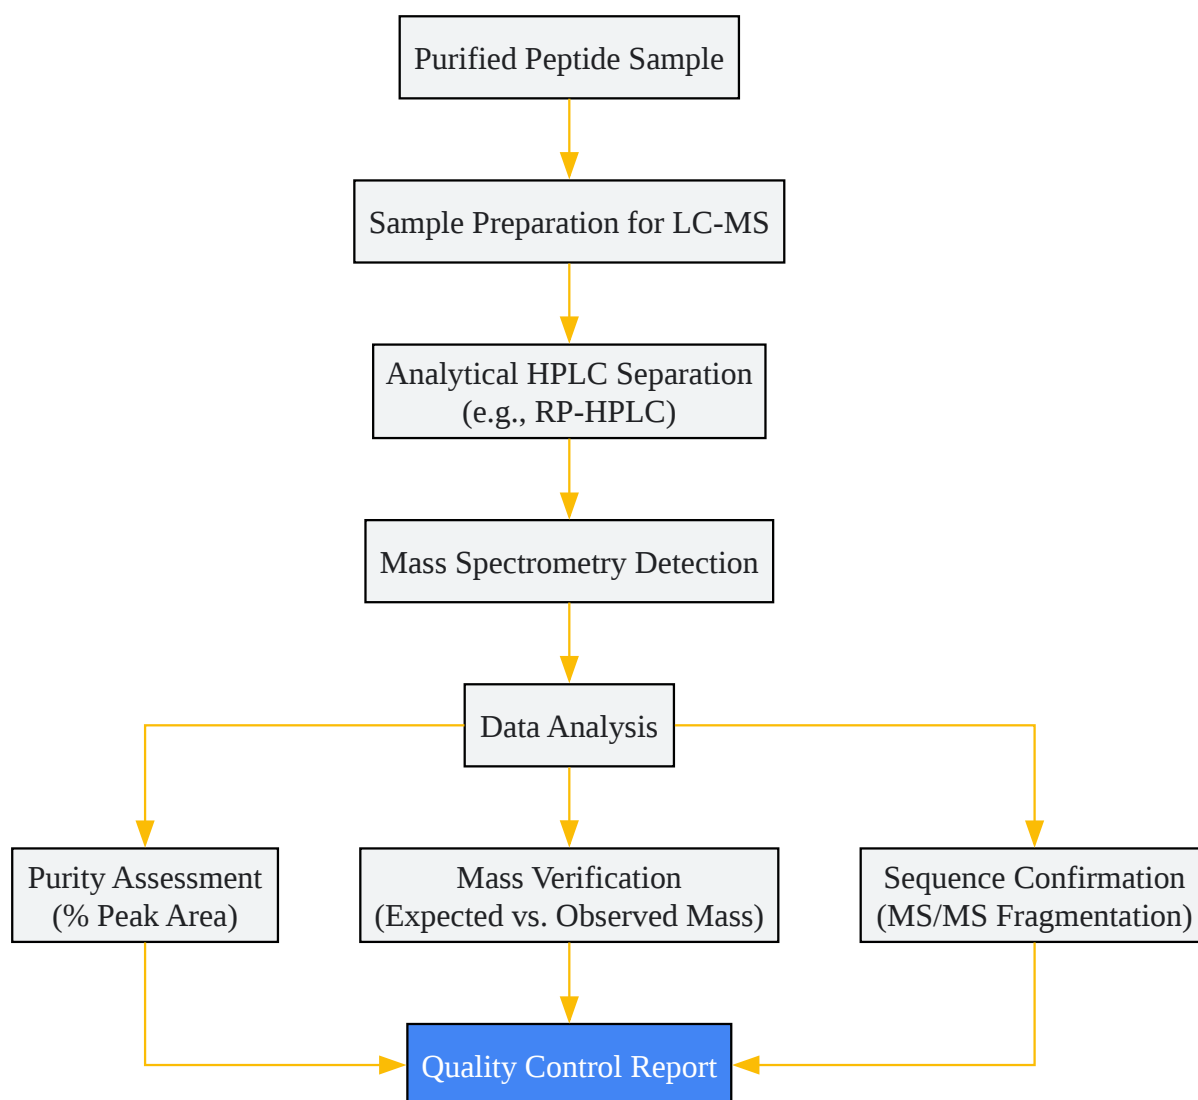 Purified Peptide Sample
Sample Preparation for LC-MS
Analytical HPLC Separation
(e.g., RP-HPLC)
Mass Spectrometry Detection
Data Analysis
Purity Assessment
(% Peak Area)
Mass Verification
(Expected vs. Observed Mass)
Sequence Confirmation
(MS/MS Fragmentation)
Quality Control Report